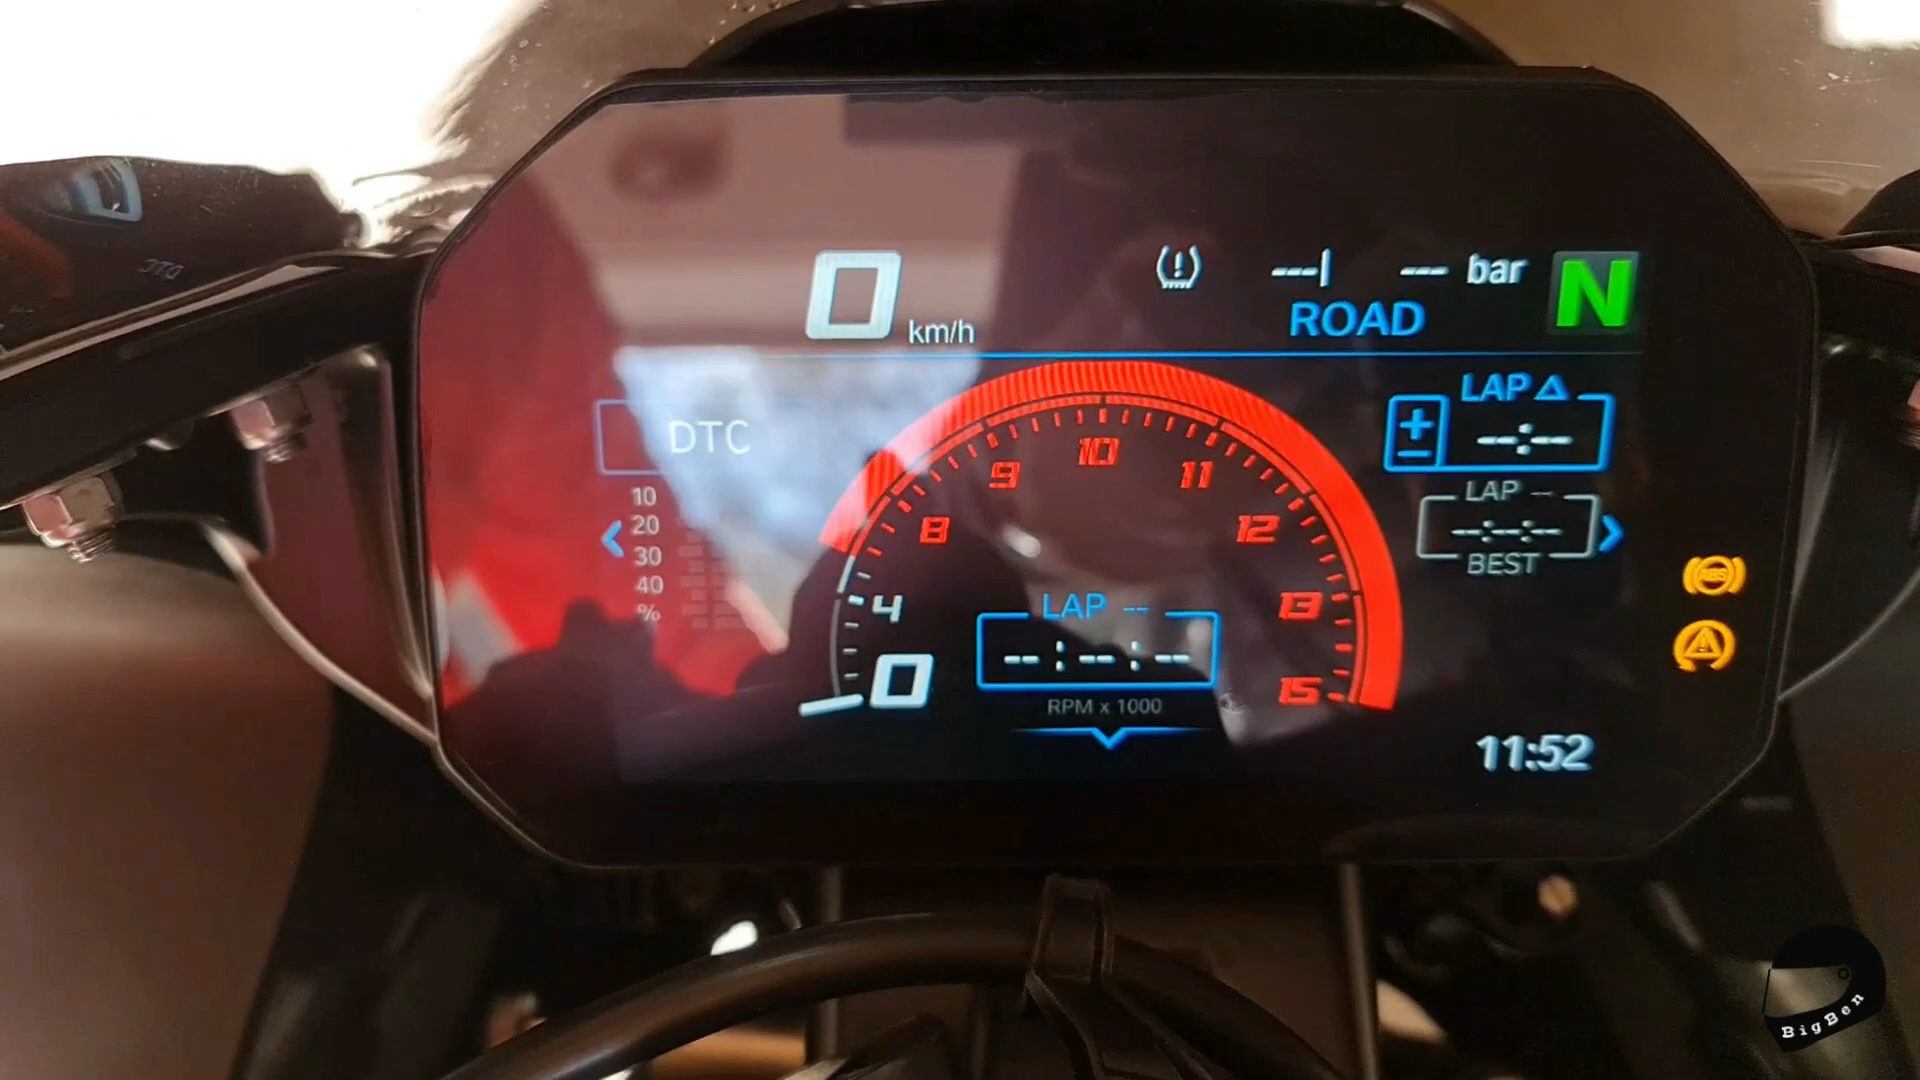 0 km/h
---| --- bar
ROAD
N
DTC
10
20
30
40
%
0
4
8
9
10
11
12
13
15
LAP --
-- : -- : --
RPM x 1000
LAP △
+
−
--:--
LAP --
--:--:--
BEST
ABS
11:52
BigBen